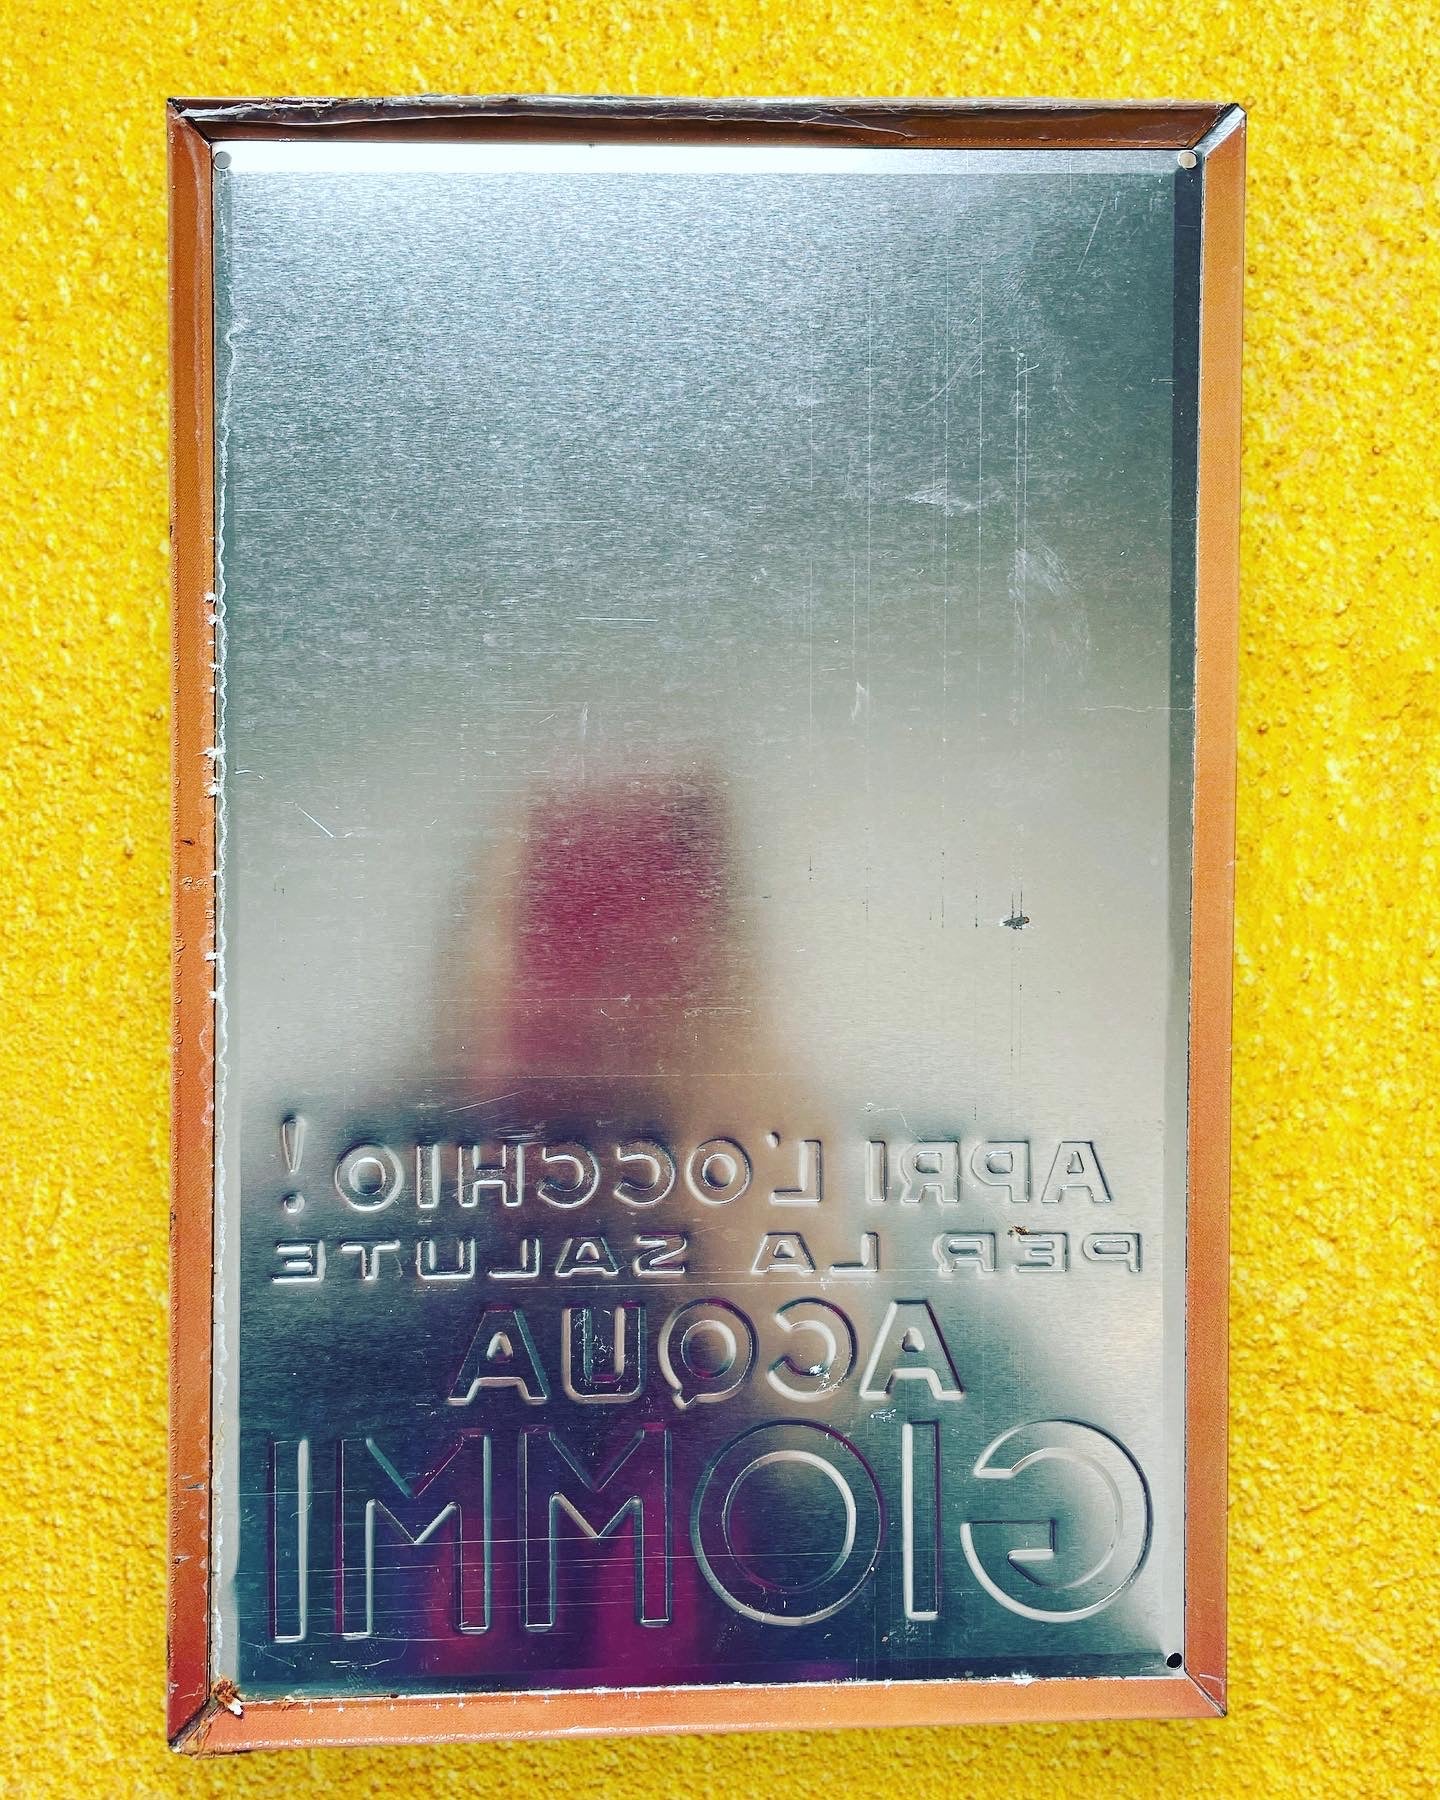 APRI L'OCCHIO!
PER LA SALUTE
ACQUA
GIOMMI